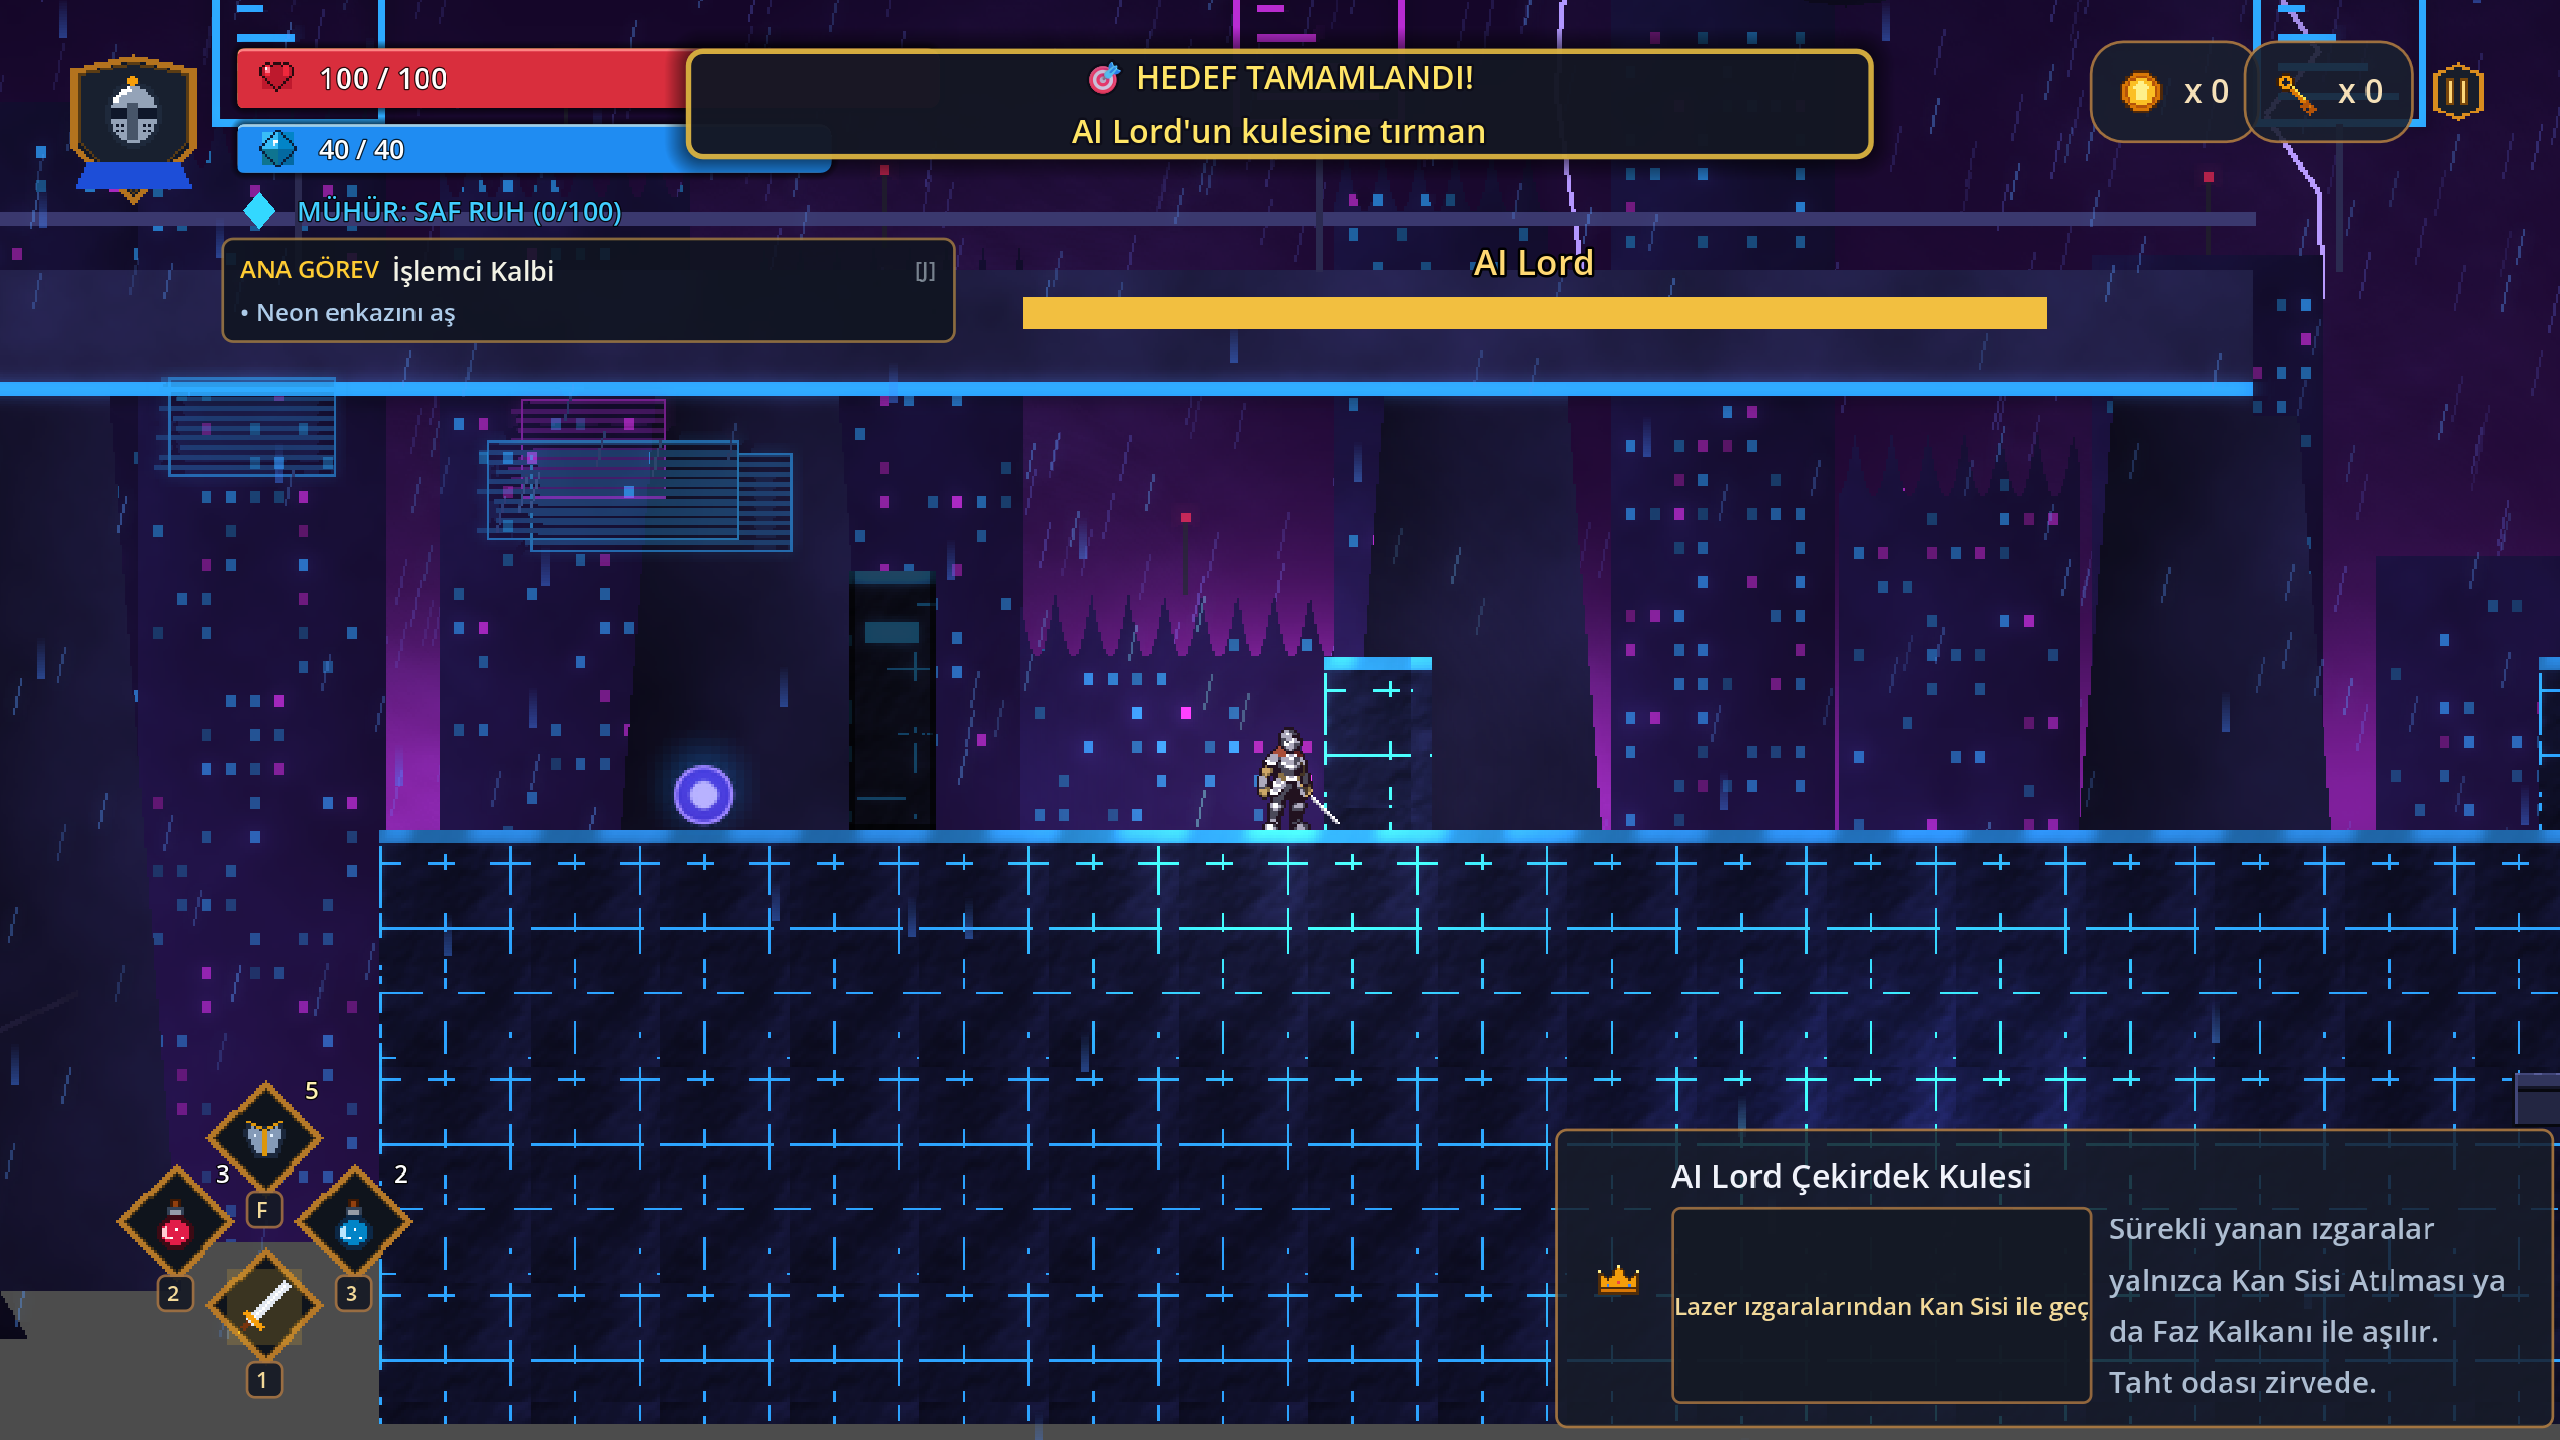 100 / 100
40 / 40
MÜHÜR: SAF RUH (0/100)
HEDEF TAMAMLANDI!
AI Lord'un kulesine tırman
x 0
x 0
ANA GÖREV İşlemci Kalbi [J]
• Neon enkazını aş
AI Lord
5
3
2
F
2
3
1
AI Lord Çekirdek Kulesi
Lazer ızgaralarından Kan Sisi ile geç
Sürekli yanan ızgaralar
yalnızca Kan Sisi Atılması ya
da Faz Kalkanı ile aşılır.
Taht odası zirvede.